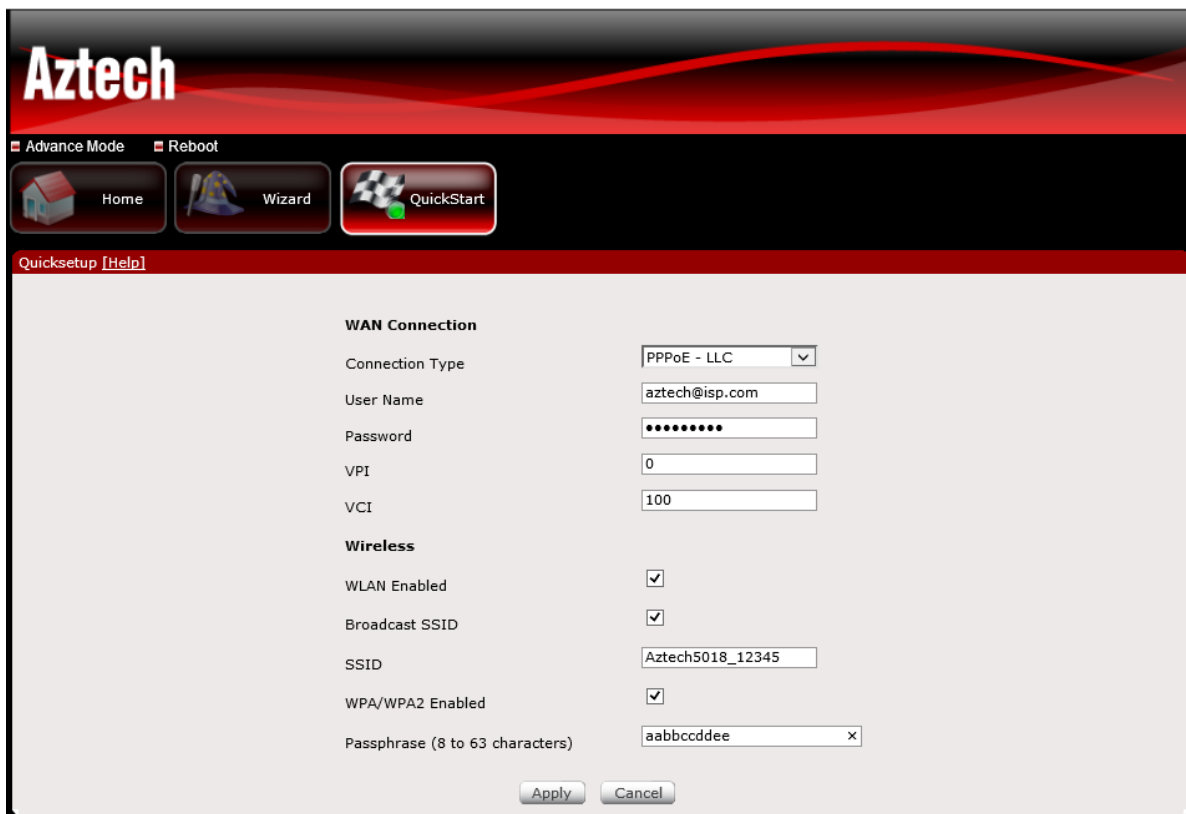 Aztech
Advance Mode Reboot
Home Wizard QuickStart
Quicksetup [Help]
WAN Connection
Connection Type PPPoE - LLC
User Name aztech@isp.com
Password •••••••••
VPI 0
VCI 100
Wireless
WLAN Enabled
Broadcast SSID
SSID Aztech5018_12345
WPA/WPA2 Enabled
Passphrase (8 to 63 characters) aabbccddee ×
Apply Cancel